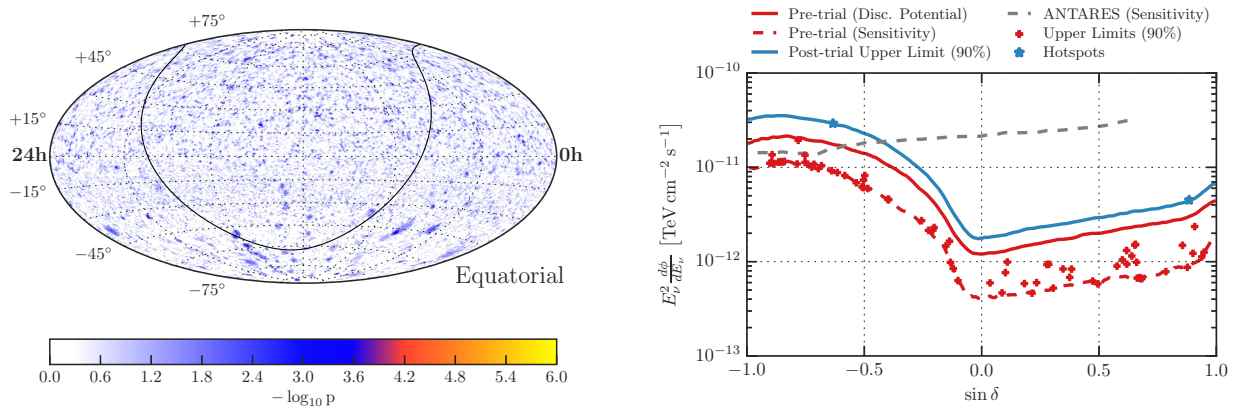 +75°
+45°
+15°
24h
0h
−15°
−45°
−75°
Equatorial
0.0 0.6 1.2 1.8 2.4 3.0 3.6 4.2 4.8 5.4 6.0
− log₁₀ p
Pre-trial (Disc. Potential)
Pre-trial (Sensitivity)
Post-trial Upper Limit (90%)
ANTARES (Sensitivity)
Upper Limits (90%)
Hotspots
10⁻¹⁰
10⁻¹¹
10⁻¹²
10⁻¹³
E²ᵥ dϕ/dEᵥ [TeV cm⁻² s⁻¹]
−1.0 −0.5 0.0 0.5 1.0
sin δ